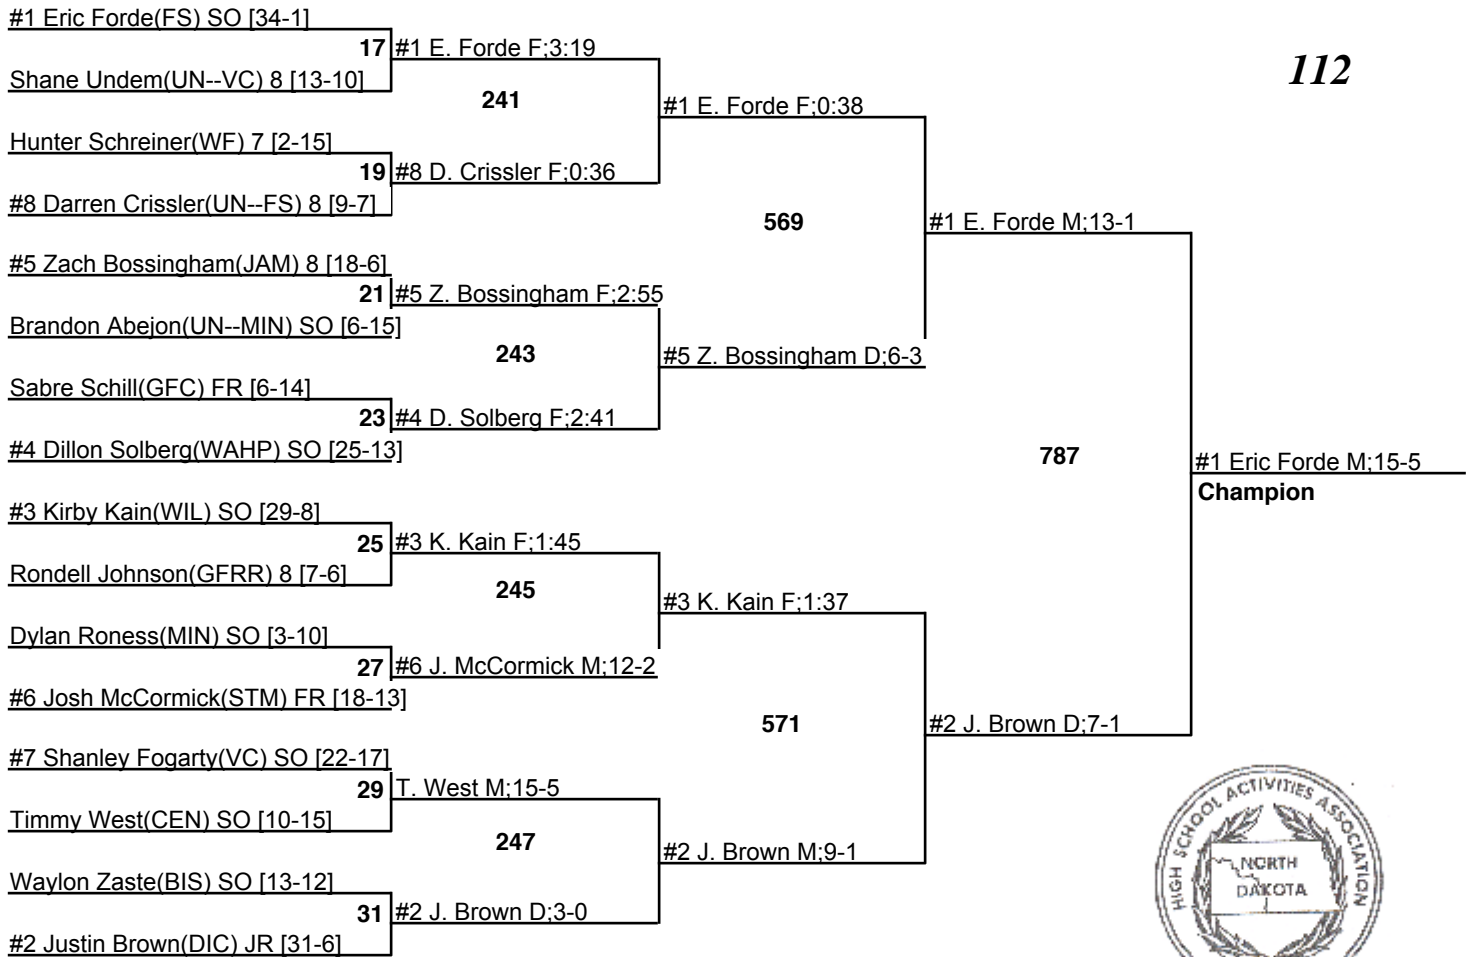 #1 Eric Forde(FS) SO [34-1]
17 #1 E. Forde F;3:19
112
Shane Undem(UN--VC) 8 [13-10]
241
#1 E. Forde F;0:38
Hunter Schreiner(WF) 7 [2-15]
19 #8 D. Crissler F;0:36
#8 Darren Crissler(UN--FS) 8 [9-7]
569
#1 E. Forde M;13-1
#5 Zach Bossingham(JAM) 8 [18-6]
21 #5 Z. Bossingham F;2:55
Brandon Abejon(UN--MIN) SO [6-15]
243
#5 Z. Bossingham D;6-3
Sabre Schill(GFC) FR [6-14]
23 #4 D. Solberg F;2:41
#4 Dillon Solberg(WAHP) SO [25-13]
787
#1 Eric Forde M;15-5
Champion
#3 Kirby Kain(WIL) SO [29-8]
25 #3 K. Kain F;1:45
Rondell Johnson(GFRR) 8 [7-6]
245
#3 K. Kain F;1:37
Dylan Roness(MIN) SO [3-10]
27 #6 J. McCormick M;12-2
#6 Josh McCormick(STM) FR [18-13]
571
#2 J. Brown D;7-1
#7 Shanley Fogarty(VC) SO [22-17]
29 T. West M;15-5
Timmy West(CEN) SO [10-15]
247
#2 J. Brown M;9-1
Waylon Zaste(BIS) SO [13-12]
31 #2 J. Brown D;3-0
#2 Justin Brown(DIC) JR [31-6]
HIGH SCHOOL ACTIVITIES ASSOCIATION
NORTH
DAKOTA